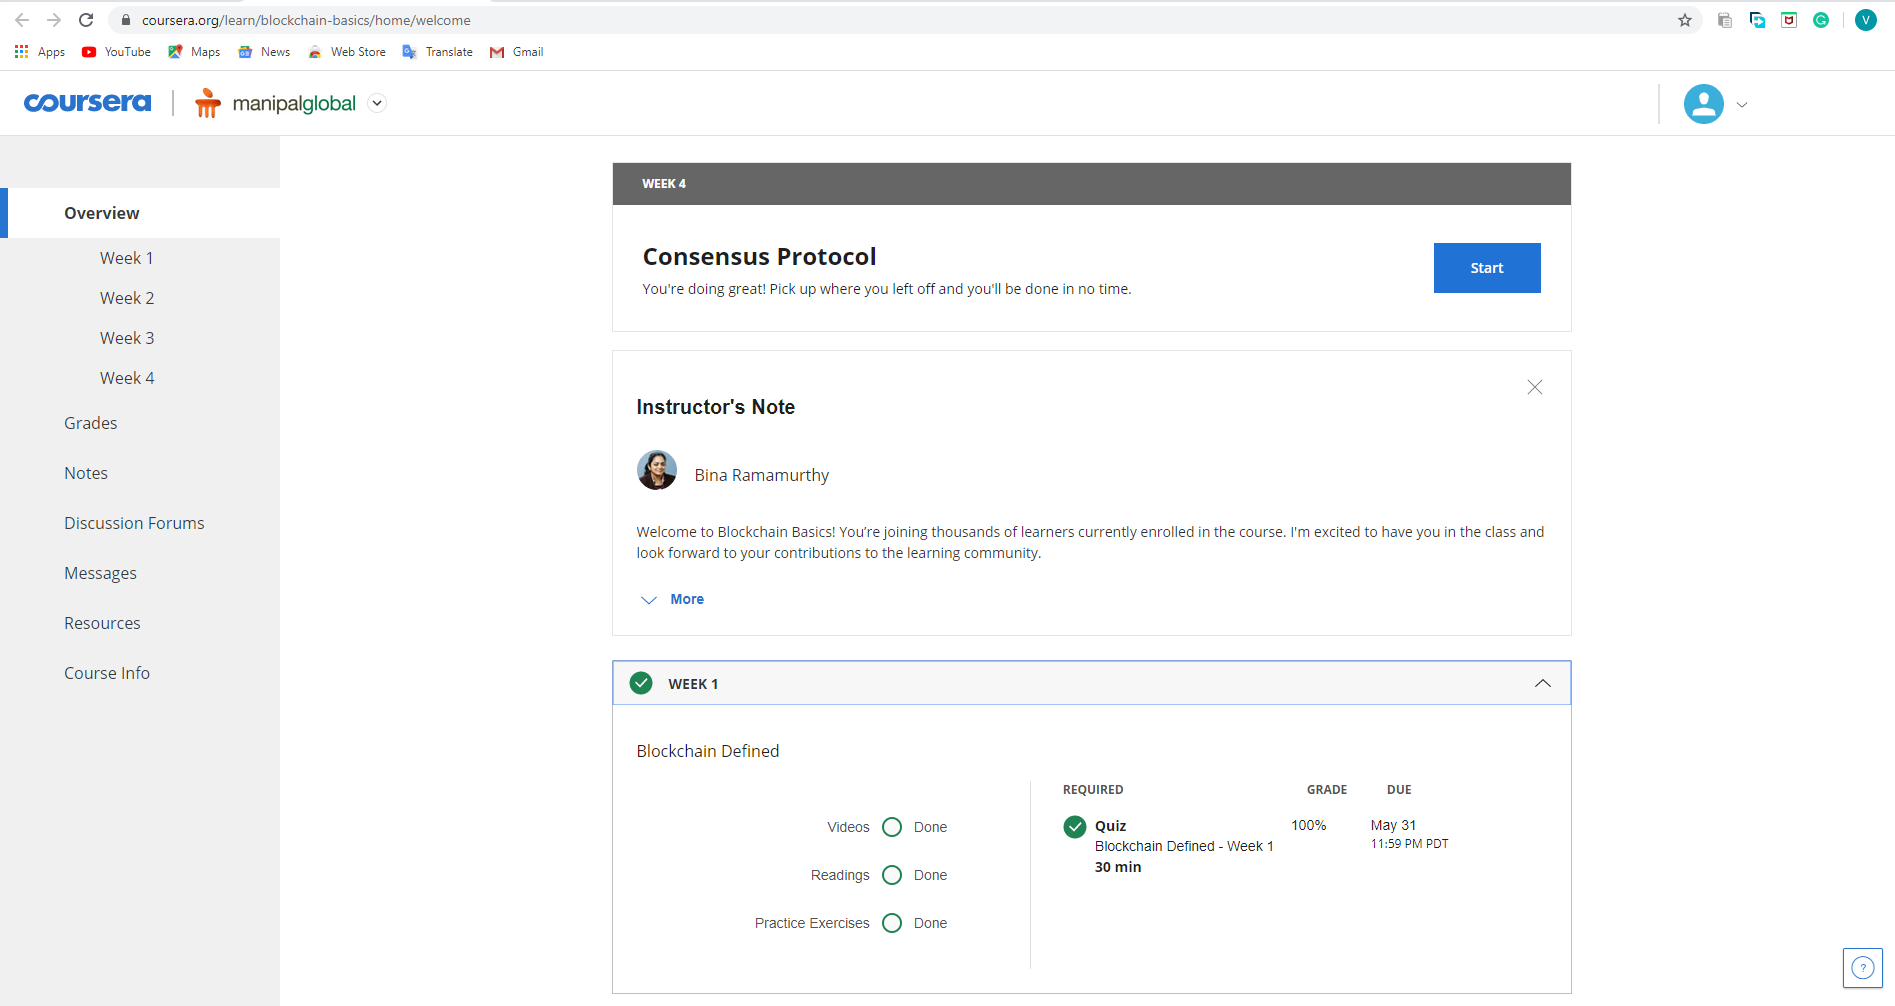 coursera.org/learn/blockchain-basics/home/welcome
V
Apps YouTube Maps News Web Store Translate Gmail
coursera manipalglobal
Overview
Week 1
Week 2
Week 3
Week 4
Grades
Notes
Discussion Forums
Messages
Resources
Course Info
WEEK 4
Consensus Protocol
You're doing great! Pick up where you left off and you'll be done in no time.
Start
Instructor's Note
Bina Ramamurthy
Welcome to Blockchain Basics! You’re joining thousands of learners currently enrolled in the course. I'm excited to have you in the class and
look forward to your contributions to the learning community.
More
WEEK 1
Blockchain Defined
Videos Done
Readings Done
Practice Exercises Done
REQUIRED GRADE DUE
Quiz 100% May 31
Blockchain Defined - Week 1 11:59 PM PDT
30 min
?